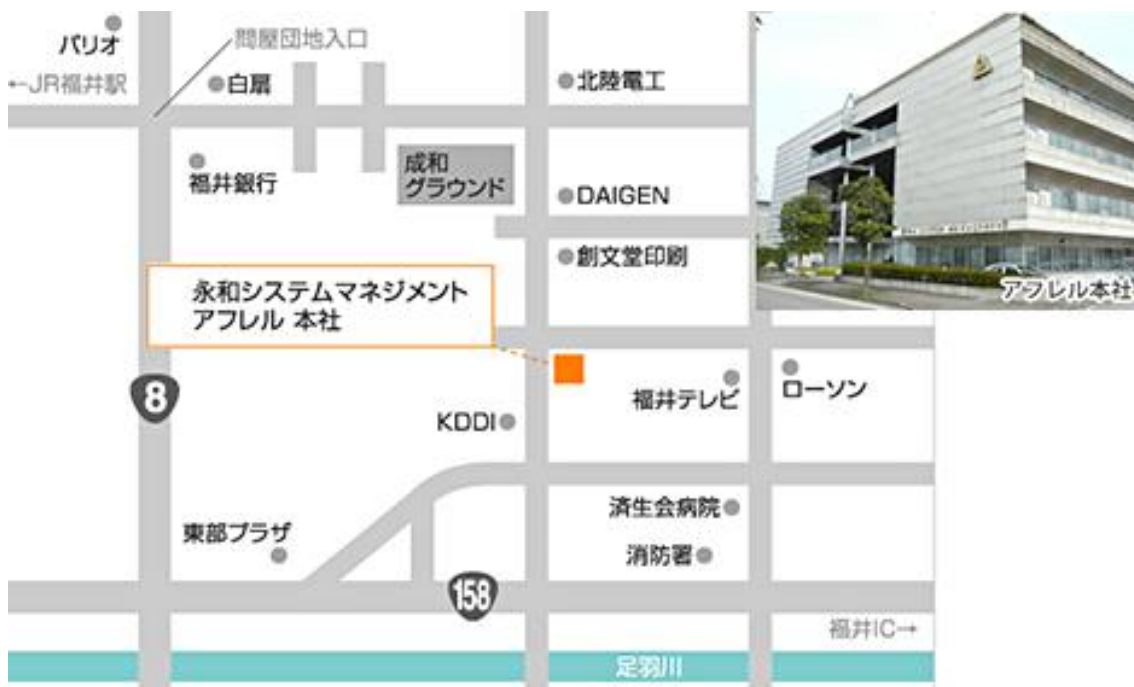 パリオ
問屋団地入口
←JR福井駅
白扇
北陸電工
福井銀行
成和
グラウンド
DAIGEN
創文堂印刷
アフレル本社
永和システムマネジメント
アフレル 本社
8
福井テレビ
ローソン
KDDI
済生会病院
東部プラザ
消防署
158
福井IC→
足羽川